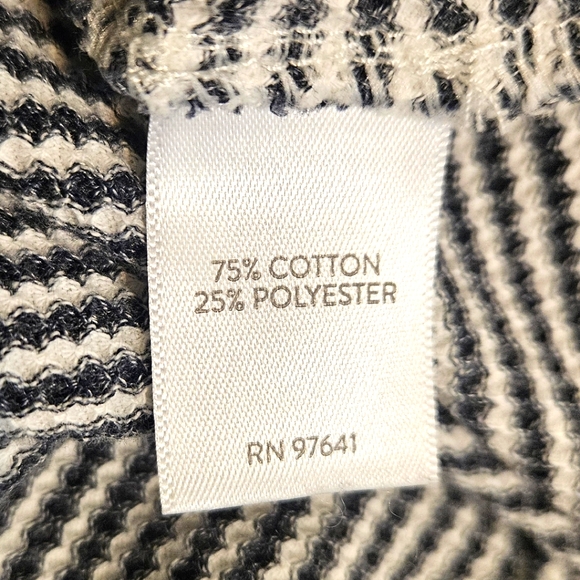 75% COTTON
25% POLYESTER
RN 97641